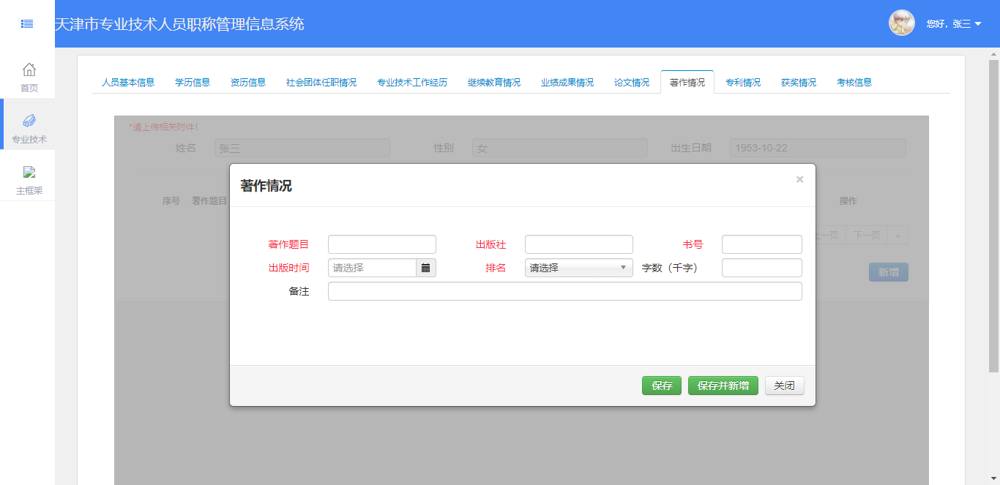 天津市专业技术人员职称管理信息系统
您好，张三
首页
专业技术
主框架
人员基本信息 学历信息 资历信息 社会团体任职情况 专业技术工作经历 继续教育情况 业绩成果情况 论文情况 著作情况 专利情况 获奖情况 考核信息
*请上传相关附件!
姓名 张三 性别 女 出生日期 1953-10-22
序号 著作题目 操作
一页 下一页 »
新增
著作情况 ×
著作题目 出版社 书号
出版时间 请选择 排名 请选择 字数（千字）
备注
保存 保存并新增 关闭